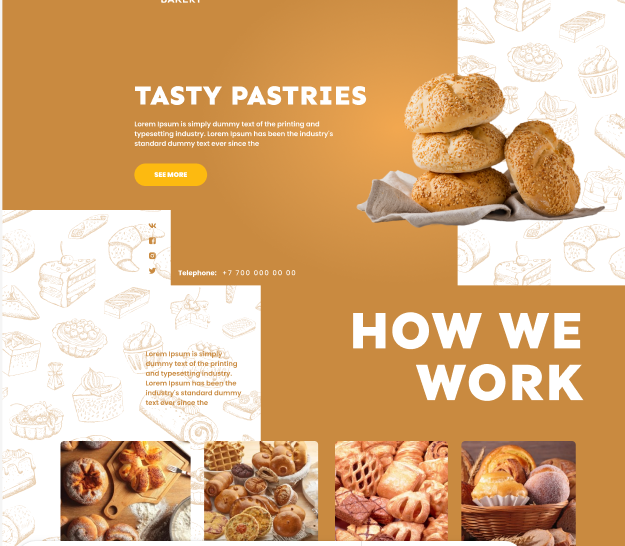 BAKERY
TASTY PASTRIES
Lorem Ipsum is simply dummy text of the printing and
typesetting industry. Lorem Ipsum has been the industry's
standard dummy text ever since the
SEE MORE
Telephone: +7 700 000 00 00
HOW WE
WORK
Lorem Ipsum is simply
dummy text of the printing
and typesetting industry.
Lorem Ipsum has been the
industry's standard dummy
text ever since the